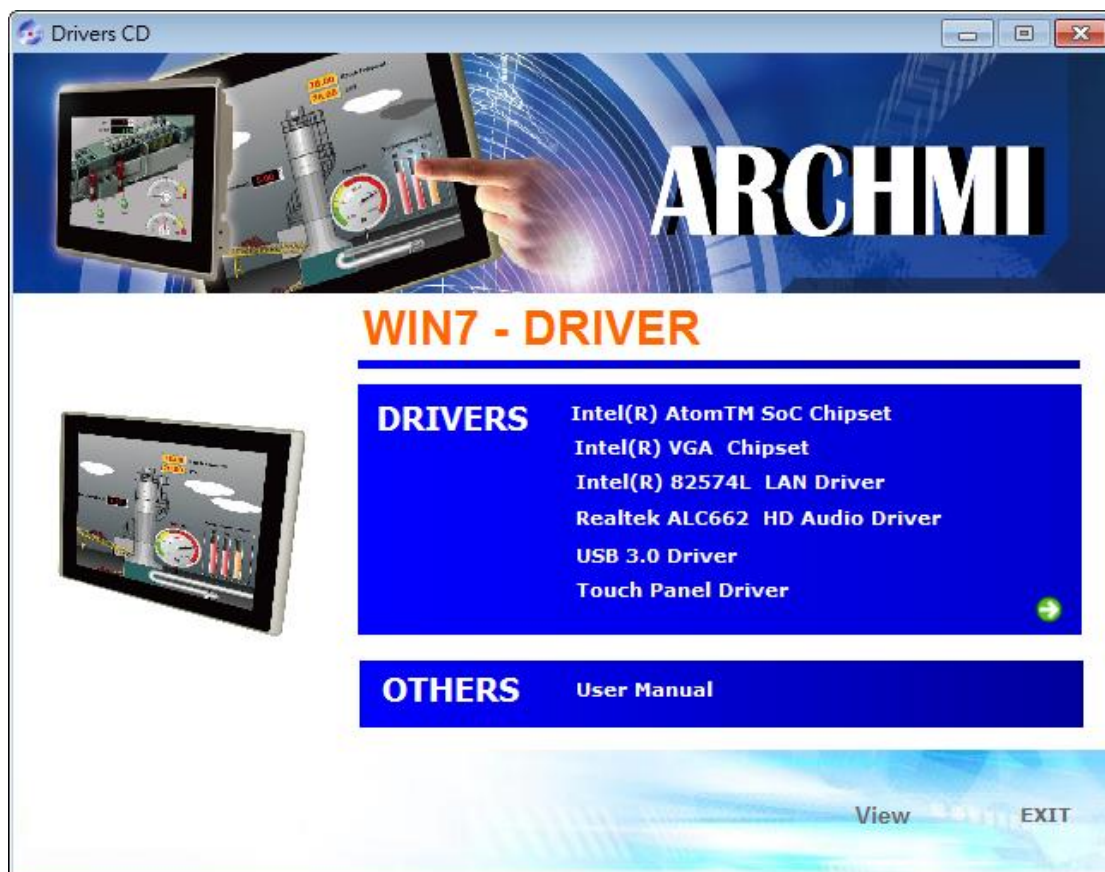 Drivers CD
ARCHMI
WIN7 - DRIVER
DRIVERS
Intel(R) AtomTM SoC Chipset
Intel(R) VGA Chipset
Intel(R) 82574L LAN Driver
Realtek ALC662 HD Audio Driver
USB 3.0 Driver
Touch Panel Driver
OTHERS
User Manual
View
EXIT